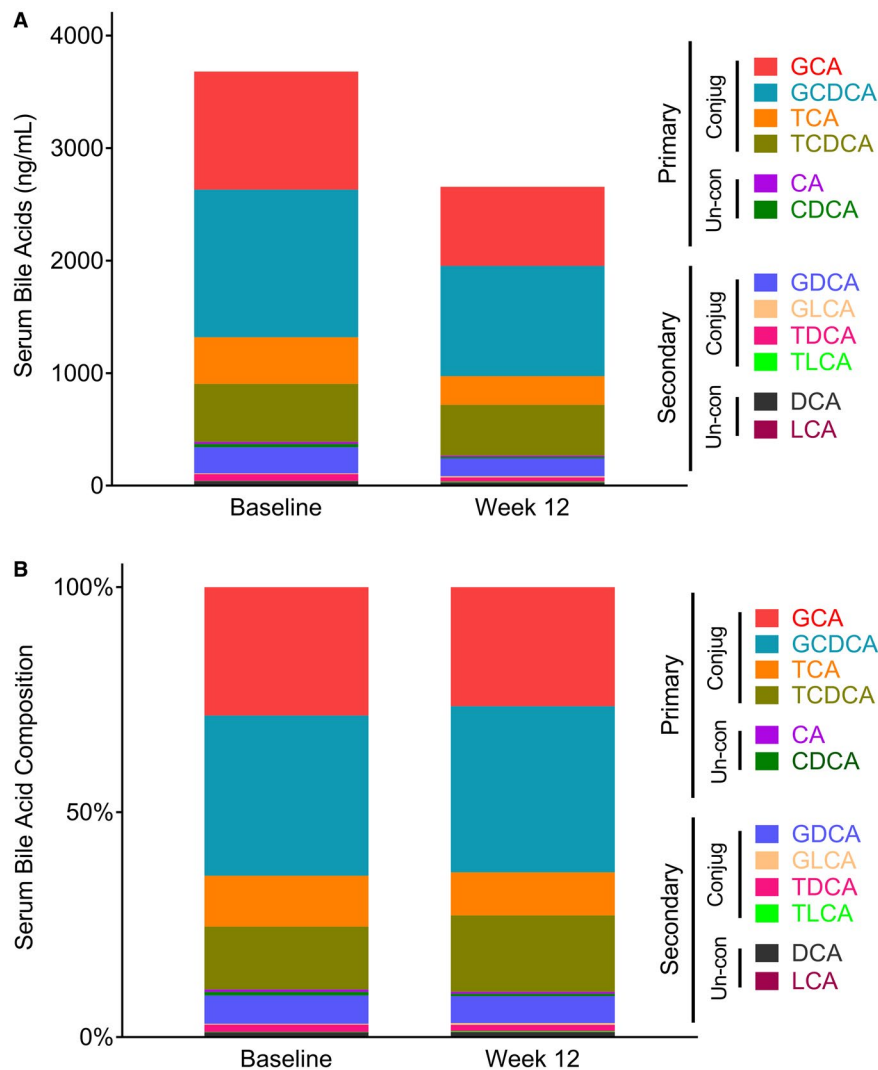 A
Serum Bile Acids (ng/mL)
4000
3000
2000
1000
0
Baseline
Week 12
Primary
Conjug
GCA
GCDCA
TCA
TCDCA
Un-con
CA
CDCA
Secondary
Conjug
GDCA
GLCA
TDCA
TLCA
Un-con
DCA
LCA
B
Serum Bile Acid Composition
100%
50%
0%
Baseline
Week 12
Primary
Conjug
GCA
GCDCA
TCA
TCDCA
Un-con
CA
CDCA
Secondary
Conjug
GDCA
GLCA
TDCA
TLCA
Un-con
DCA
LCA